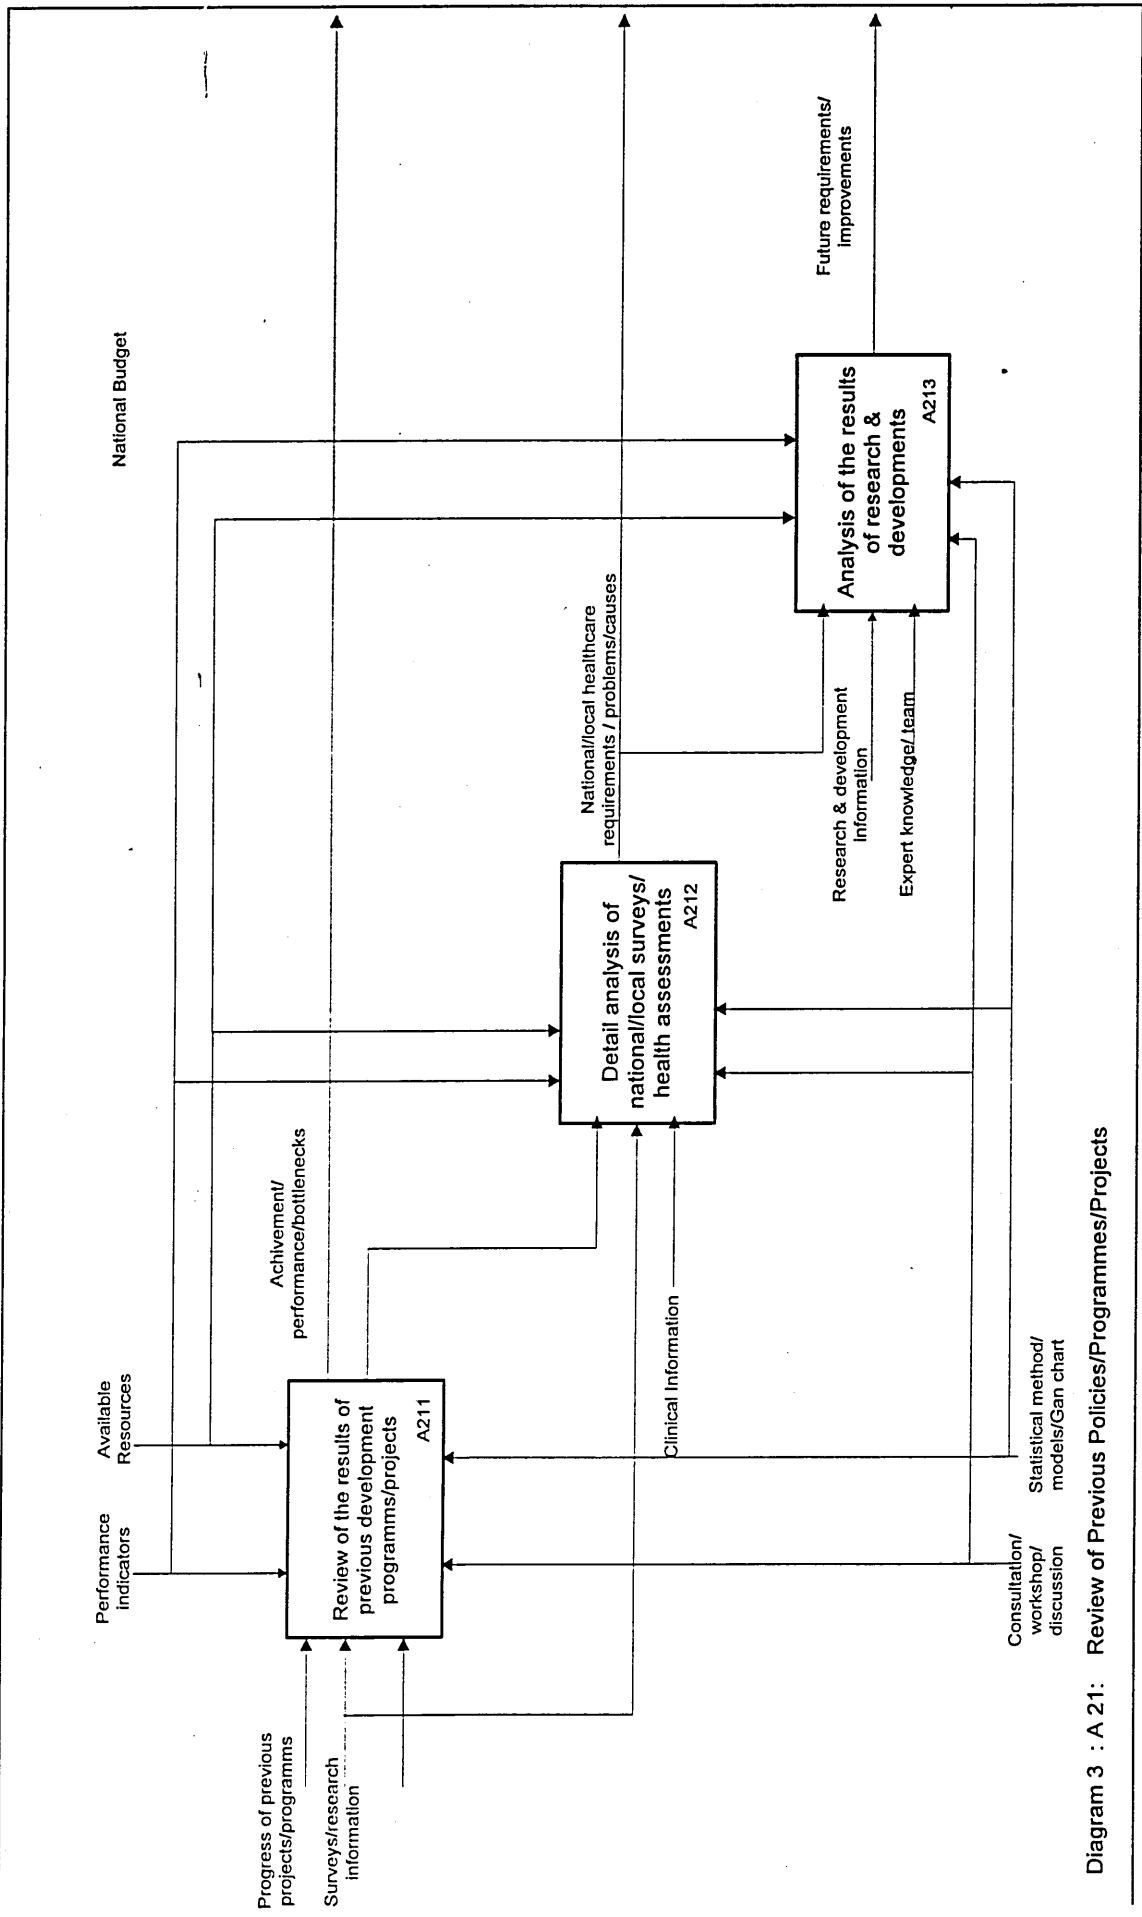 National Budget
Performance
indicators
Available
Resources
Progress of previous
projects/programms
Surveys/research
information
Review of the results of
previous development
programms/projects
A211
Achivement/
performance/bottlenecks
Clinical Information
Detail analysis of
national/local surveys/
health assessments
A212
National/local healthcare
requirements / problems/causes
Research & development
Information
Expert knowledge/ team
Analysis of the results
of research &
developments
A213
Future requirements/
improvements
Consultation/
workshop/
discussion
Statistical method/
models/Gan chart
Diagram 3 : A 21: Review of Previous Policies/Programmes/Projects